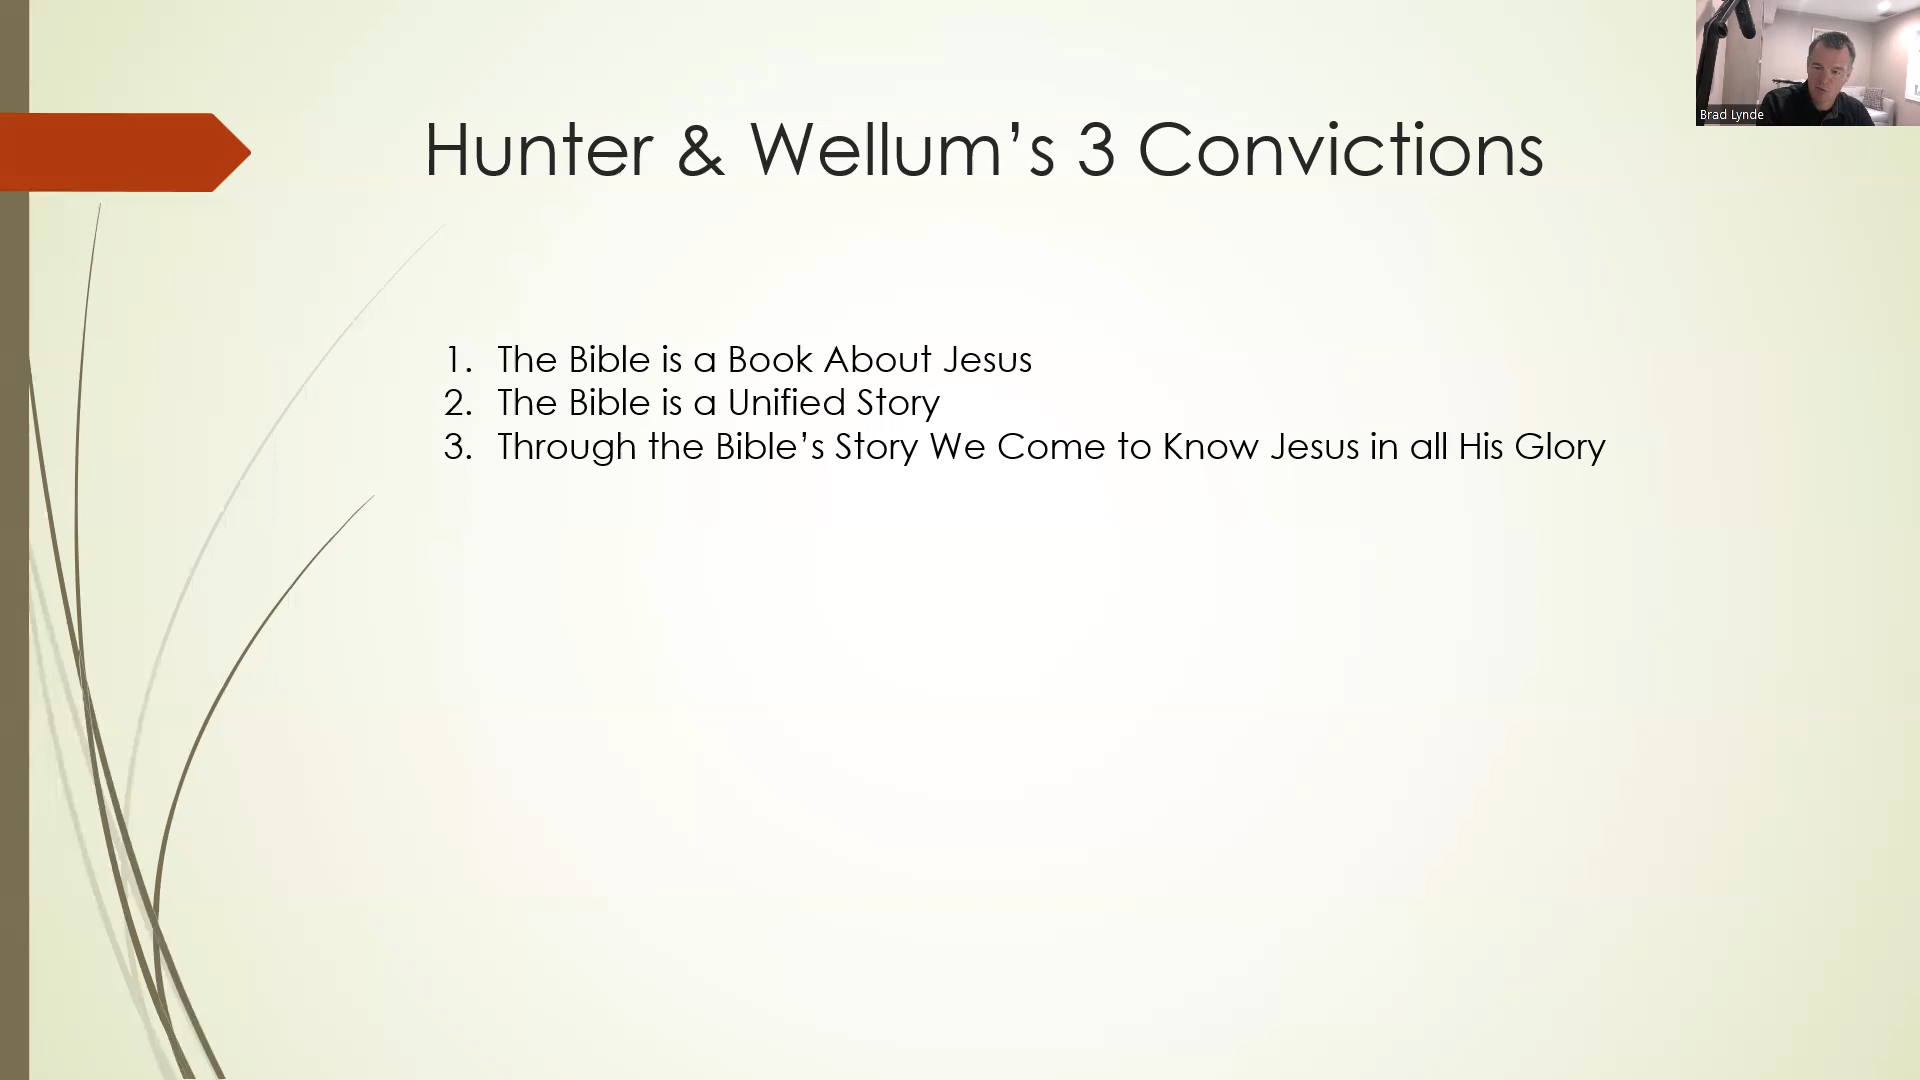 Hunter & Wellum’s 3 Convictions
Brad Lynde
1. The Bible is a Book About Jesus
2. The Bible is a Unified Story
3. Through the Bible’s Story We Come to Know Jesus in all His Glory